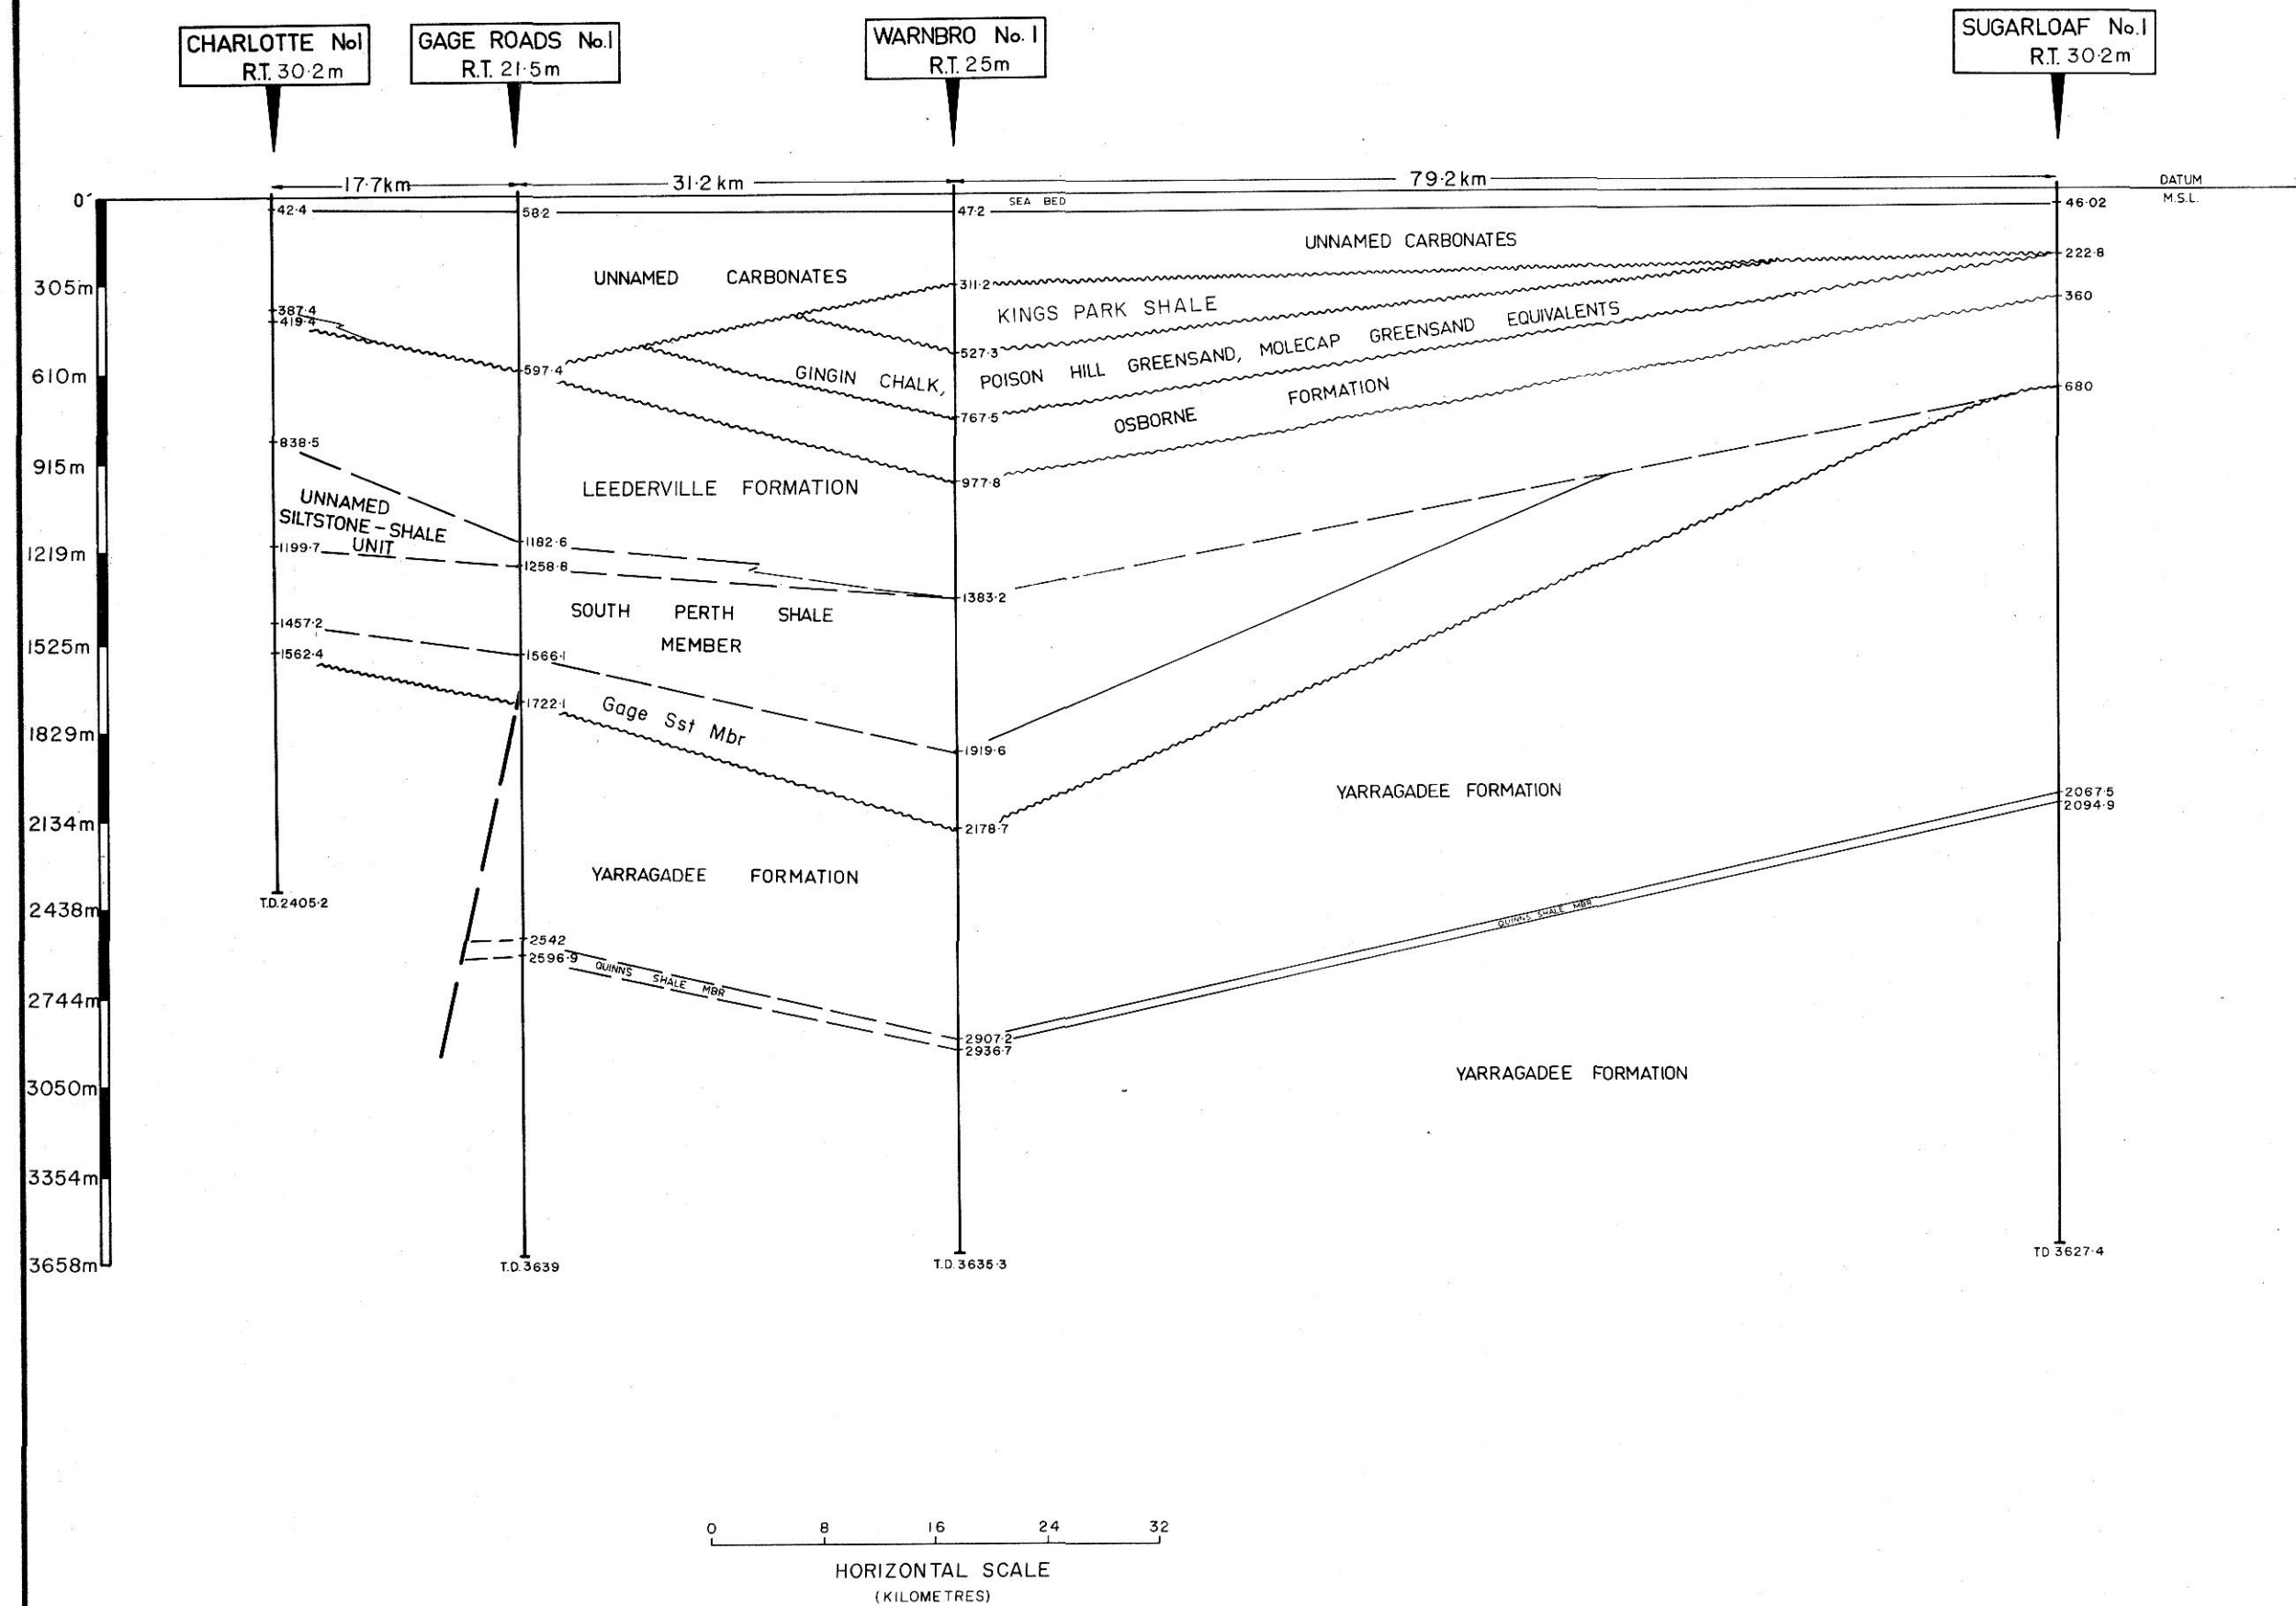 CHARLOTTE No1
R.T. 30·2m
GAGE ROADS No.1
R.T. 21·5m
WARNBRO No. 1
R.T. 25m
SUGARLOAF No.1
R.T. 30·2m
17·7km
31·2 km
79·2km
DATUM
M.S.L.
SEA BED
0'
305m
610m
915m
1219m
1525m
1829m
2134m
2438m
2744m
3050m
3354m
3658m
42·4
387·4
419·4
838·5
1199·7
1457·2
1562·4
T.D.2405·2
58·2
597·4
1182·6
1258·8
1566·1
1722·1
2542
2596·9
T.D.3639
47·2
311·2
527·3
767·5
977·8
1383·2
1919·6
2178·7
2907·2
2936·7
T.D.3635·3
46·02
222·8
360
680
2067·5
2094·9
TD 3627·4
UNNAMED CARBONATES
UNNAMED CARBONATES
KINGS PARK SHALE
GINGIN CHALK, POISON HILL GREENSAND, MOLECAP GREENSAND EQUIVALENTS
OSBORNE FORMATION
LEEDERVILLE FORMATION
UNNAMED
SILTSTONE-SHALE
UNIT
SOUTH PERTH SHALE
MEMBER
Gage Sst Mbr
YARRAGADEE FORMATION
YARRAGADEE FORMATION
QUINNS SHALE MBR
QUINNS SHALE MBR
YARRAGADEE FORMATION
0 8 16 24 32
HORIZONTAL SCALE
(KILOMETRES)